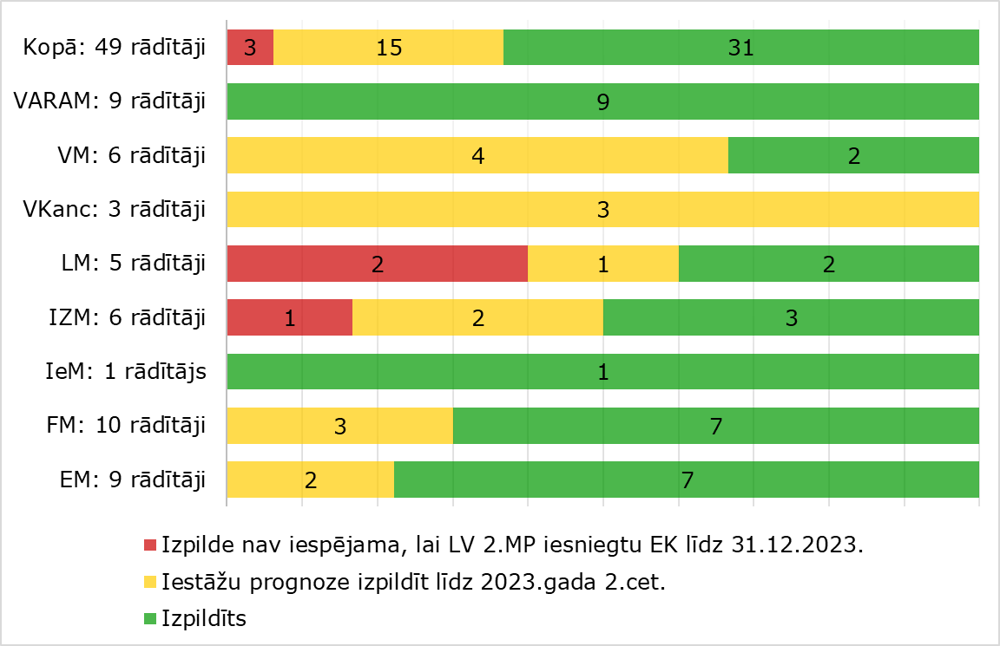 Kopā: 49 rādītāji 3 15 31
VARAM: 9 rādītāji 9
VM: 6 rādītāji 4 2
VKanc: 3 rādītāji 3
LM: 5 rādītāji 2 1 2
IZM: 6 rādītāji 1 2 3
IeM: 1 rādītājs 1
FM: 10 rādītāji 3 7
EM: 9 rādītāji 2 7
Izpilde nav iespējama, lai LV 2.MP iesniegtu EK līdz 31.12.2023.
Iestāžu prognoze izpildīt līdz 2023.gada 2.cet.
Izpildīts